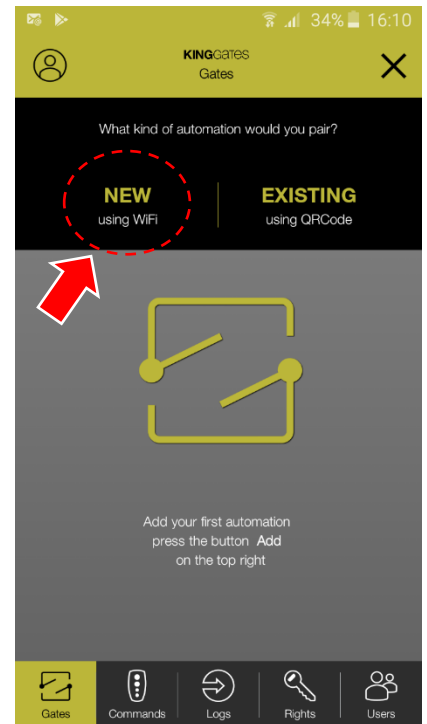 34% 16:10
KINGGATES
Gates
What kind of automation would you pair?
NEW
using WiFi
EXISTING
using QRCode
Add your first automation
press the button Add
on the top right
Gates Commands Logs Rights Users